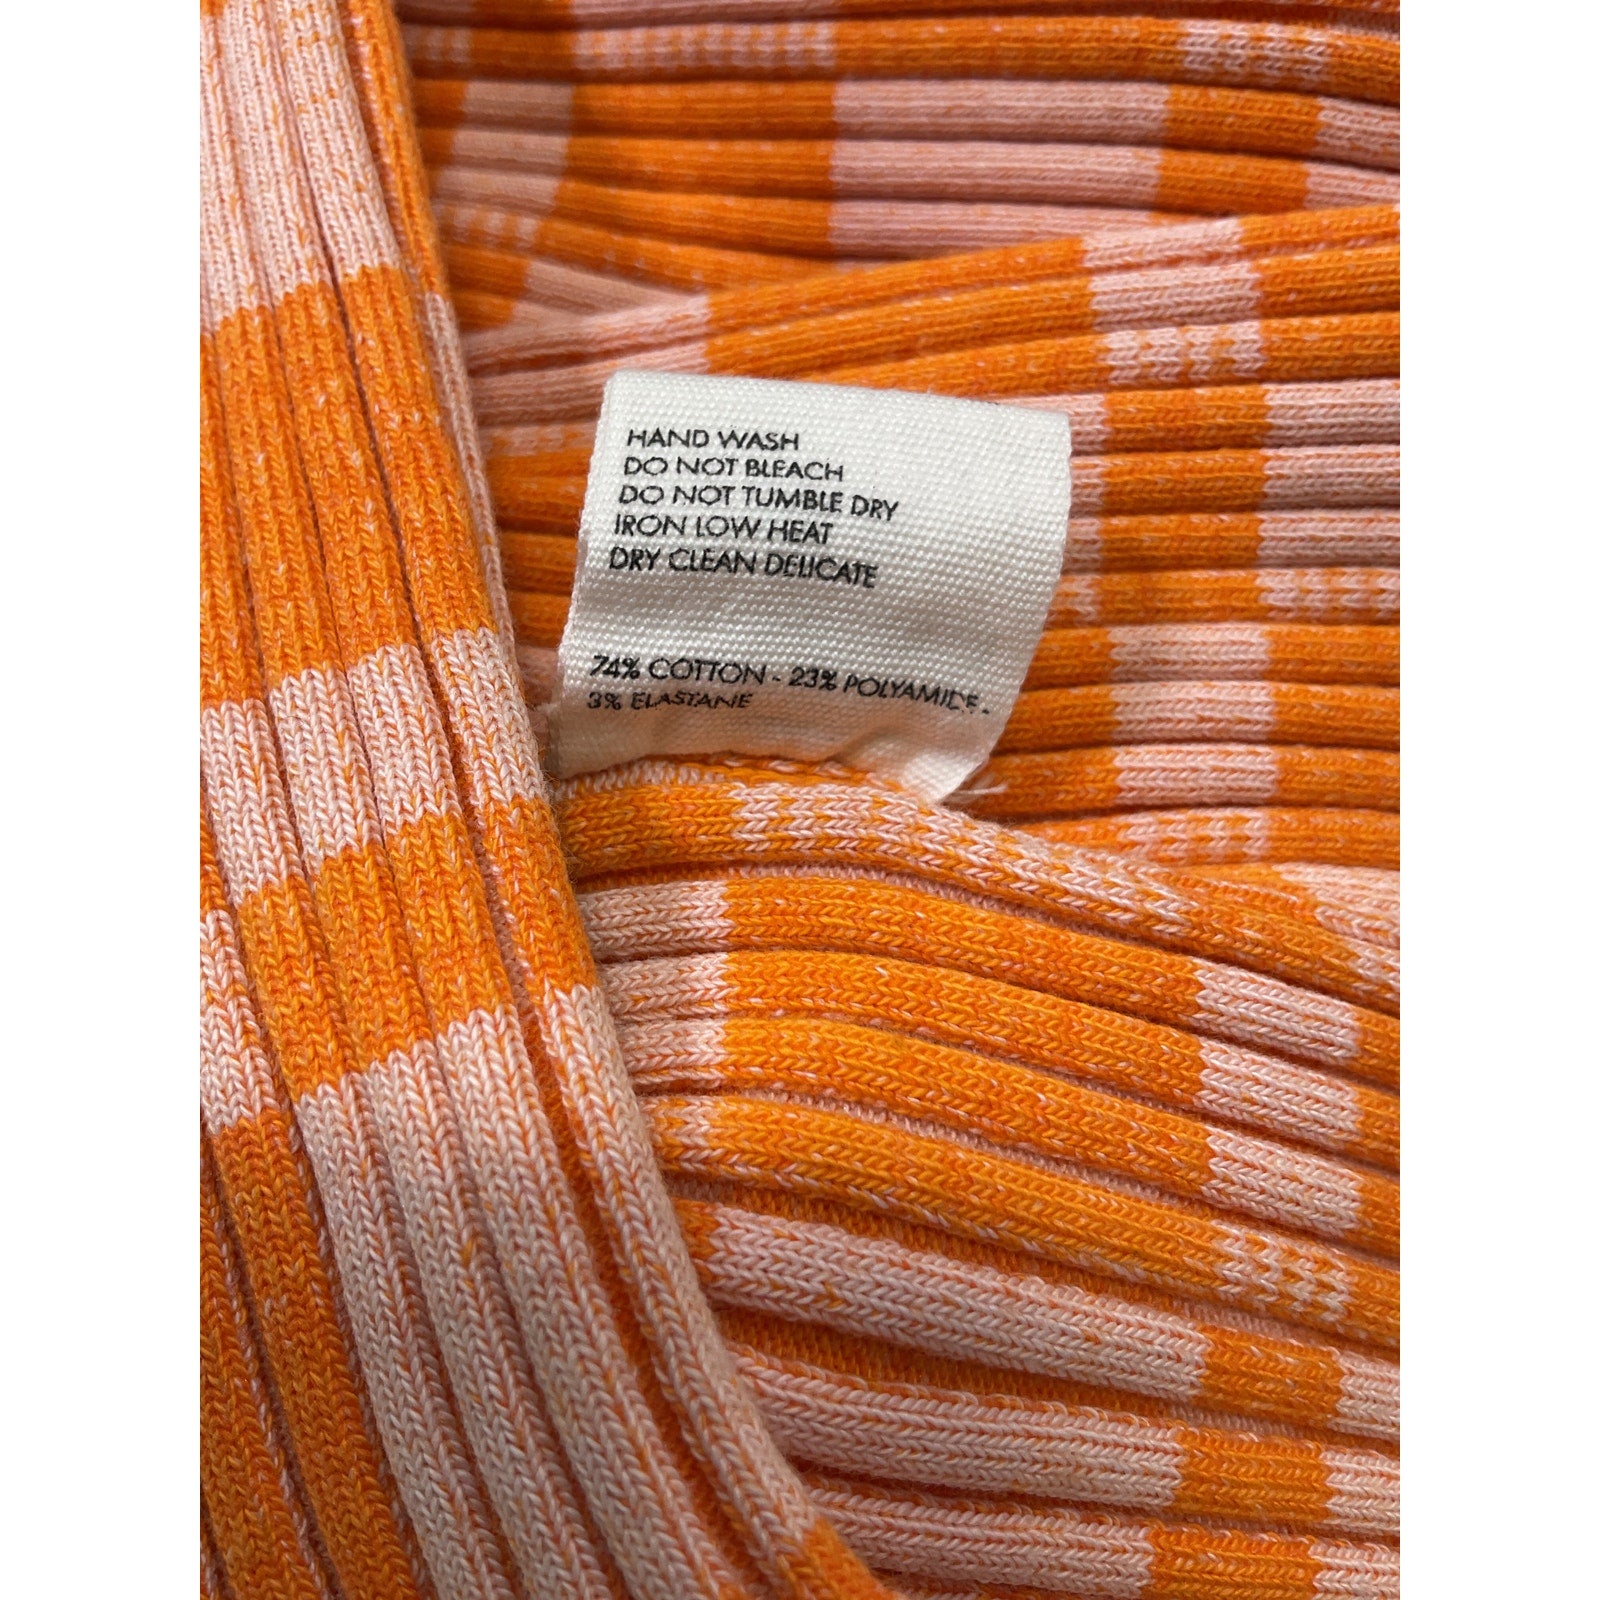 HAND WASH
DO NOT BLEACH
DO NOT TUMBLE DRY
IRON LOW HEAT
DRY CLEAN DELICATE
74% COTTON - 23% POLYAMIDE -
3% ELASTANE